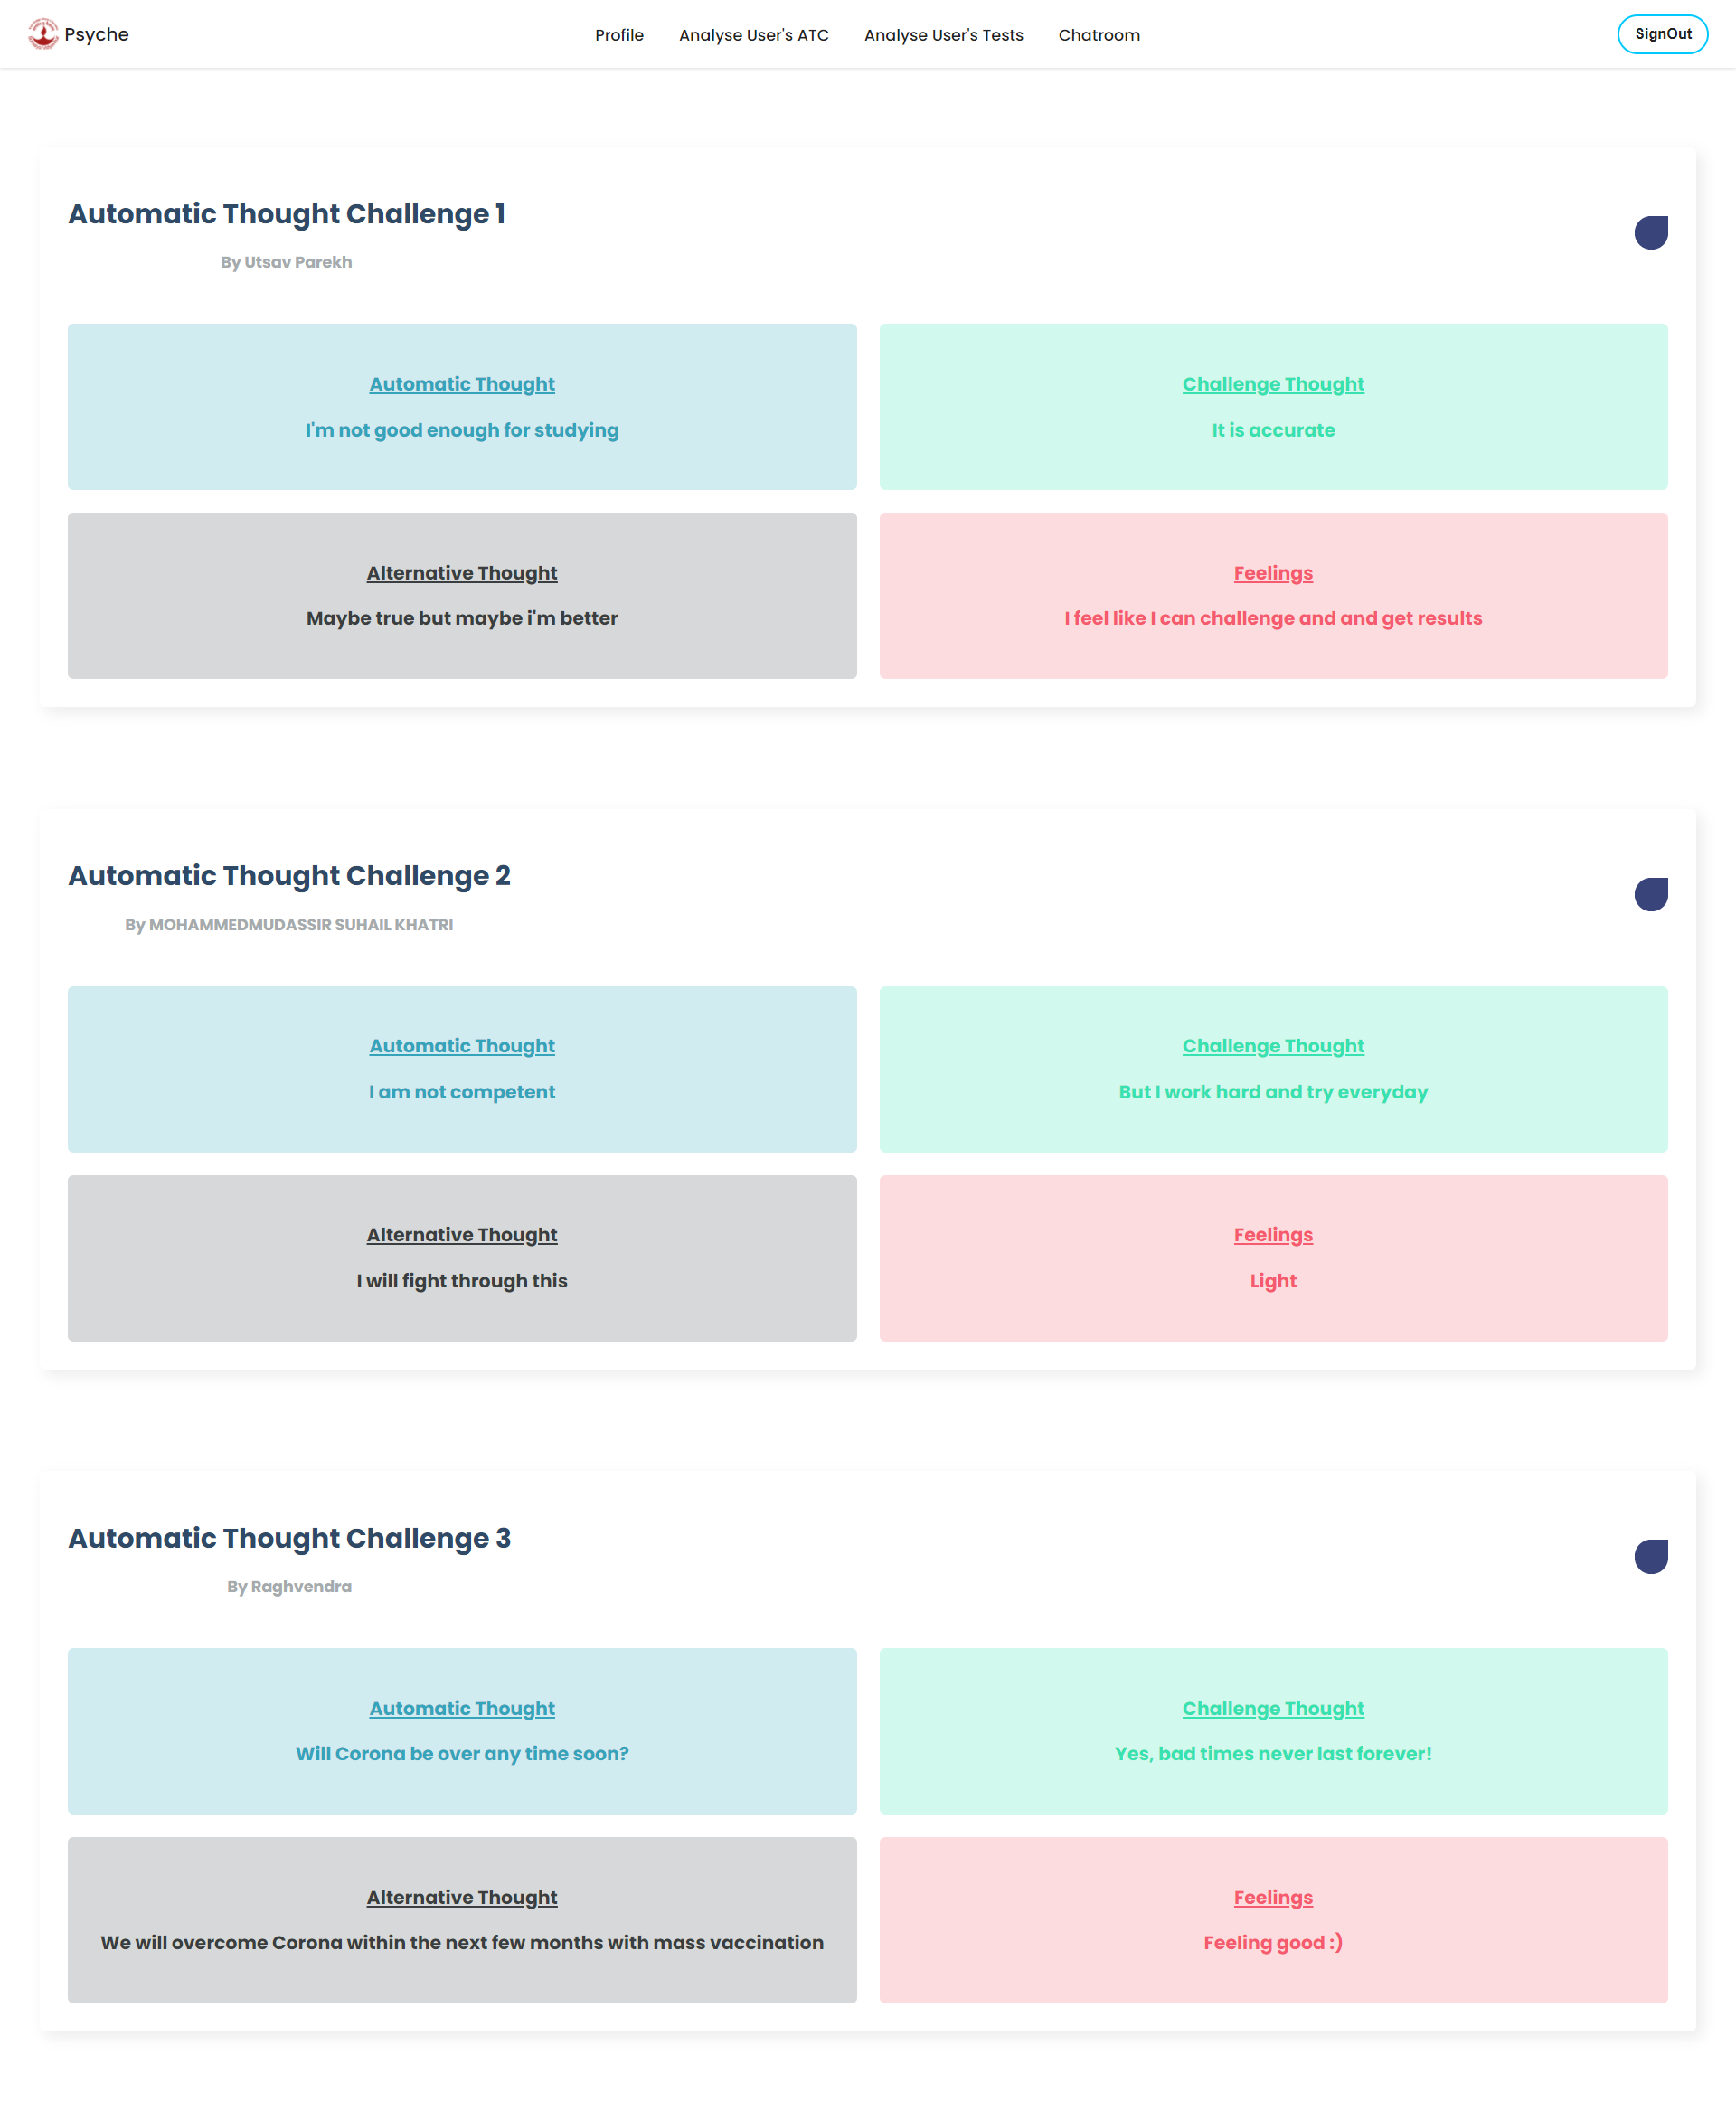 Psyche
Profile
Analyse User's ATC
Analyse User's Tests
Chatroom
SignOut
Automatic Thought Challenge 1
By Utsav Parekh
Automatic Thought
I'm not good enough for studying
Challenge Thought
It is accurate
Alternative Thought
Maybe true but maybe i'm better
Feelings
I feel like I can challenge and and get results
Automatic Thought Challenge 2
By MOHAMMEDMUDASSIR SUHAIL KHATRI
Automatic Thought
I am not competent
Challenge Thought
But I work hard and try everyday
Alternative Thought
I will fight through this
Feelings
Light
Automatic Thought Challenge 3
By Raghvendra
Automatic Thought
Will Corona be over any time soon?
Challenge Thought
Yes, bad times never last forever!
Alternative Thought
We will overcome Corona within the next few months with mass vaccination
Feelings
Feeling good :)